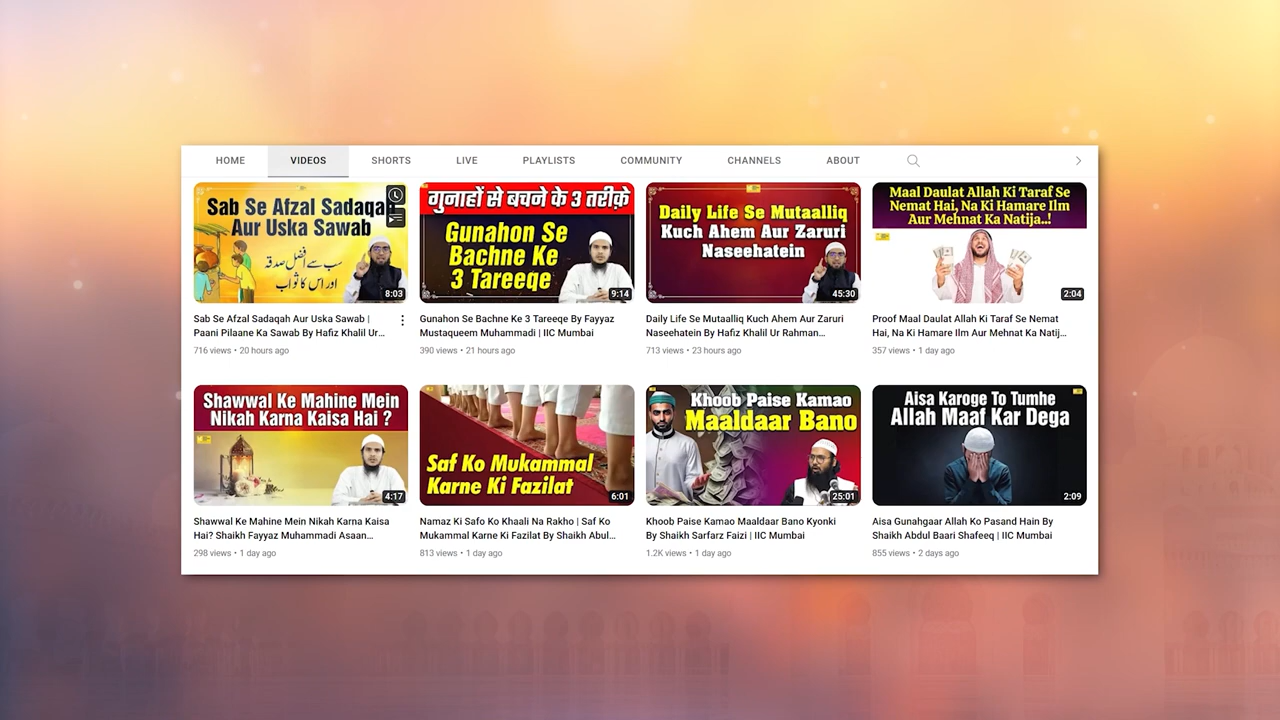 HOME VIDEOS SHORTS LIVE PLAYLISTS COMMUNITY CHANNELS ABOUT
Sab Se Afzal Sadaqah
Aur Uska Sawab
سب سے افضل صدقہ
اور اس کا ثواب
8:03
Sab Se Afzal Sadaqah Aur Uska Sawab |
Paani Pilaane Ka Sawab By Hafiz Khalil Ur...
716 views • 20 hours ago
गुनाहों से बचने के 3 तरीक़े
Gunahon Se
Bachne Ke
3 Tareeqe
9:14
Gunahon Se Bachne Ke 3 Tareeqe By Fayyaz
Mustaqueem Muhammadi | IIC Mumbai
390 views • 21 hours ago
Daily Life Se Mutaalliq
Kuch Ahem Aur Zaruri
Naseehatein
45:30
Daily Life Se Mutaalliq Kuch Ahem Aur Zaruri
Naseehatein By Hafiz Khalil Ur Rahman...
713 views • 23 hours ago
Maal Daulat Allah Ki Taraf Se
Nemat Hai, Na Ki Hamare Ilm
Aur Mehnat Ka Natija..!
2:04
Proof Maal Daulat Allah Ki Taraf Se Nemat
Hai, Na Ki Hamare Ilm Aur Mehnat Ka Natij...
357 views • 1 day ago
Shawwal Ke Mahine Mein
Nikah Karna Kaisa Hai ?
4:17
Shawwal Ke Mahine Mein Nikah Karna Kaisa
Hai? Shaikh Fayyaz Muhammadi Asaan...
298 views • 1 day ago
Saf Ko Mukammal
Karne Ki Fazilat
6:01
Namaz Ki Safo Ko Khaali Na Rakho | Saf Ko
Mukammal Karne Ki Fazilat By Shaikh Abul...
813 views • 1 day ago
Khoob Paise Kamao
Maaldaar Bano
25:01
Khoob Paise Kamao Maaldaar Bano Kyonki
By Shaikh Sarfarz Faizi | IIC Mumbai
1.2K views • 1 day ago
Aisa Karoge To Tumhe
Allah Maaf Kar Dega
2:09
Aisa Gunahgaar Allah Ko Pasand Hain By
Shaikh Abdul Baari Shafeeq | IIC Mumbai
855 views • 2 days ago